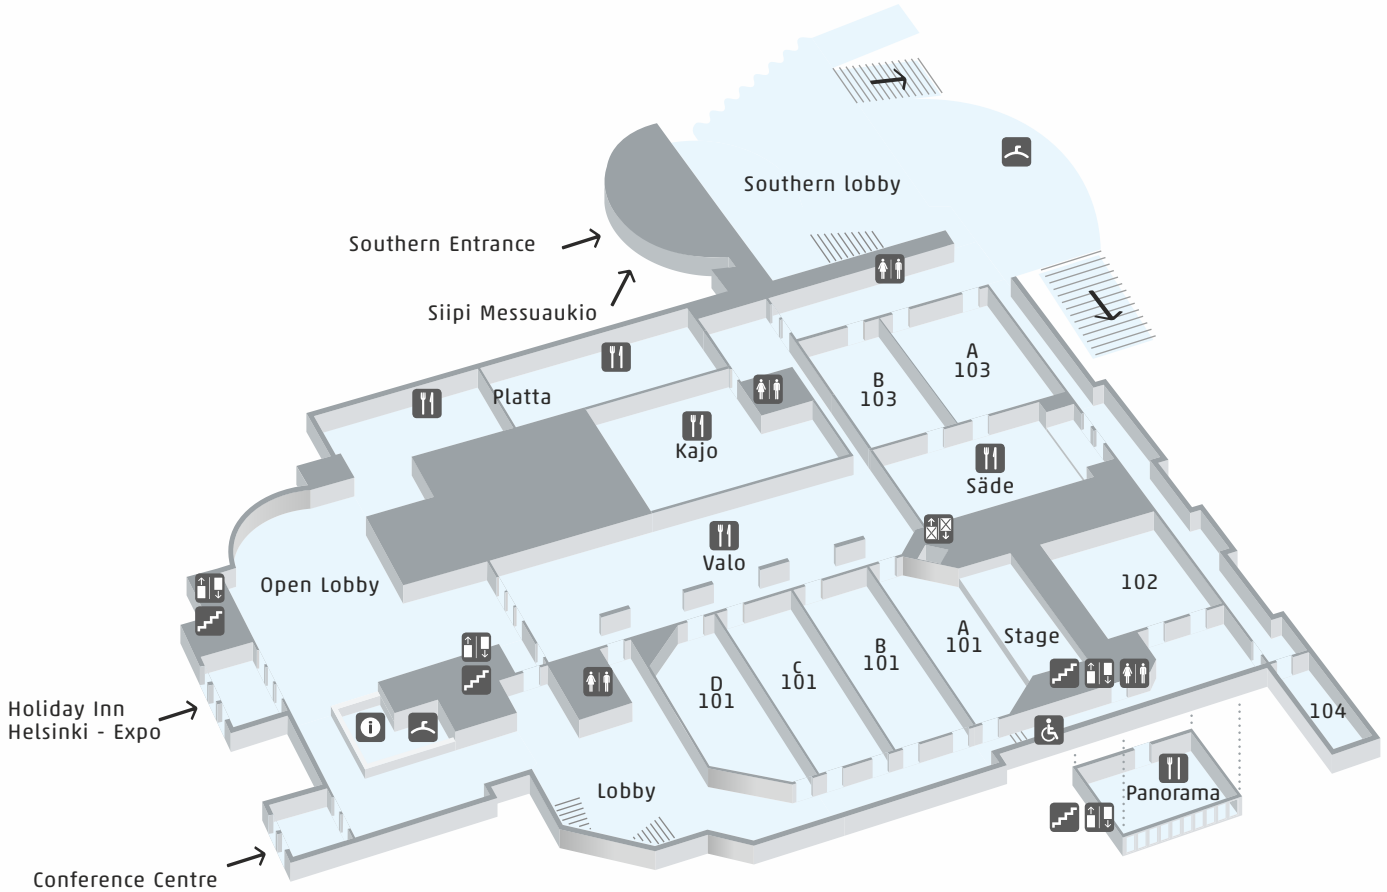 Southern lobby
Southern Entrance
Siipi Messuaukio
A
103
B
103
Platta
Kajo
Säde
Valo
Open Lobby
102
Stage
A
101
B
101
C
101
D
101
104
Holiday Inn
Helsinki - Expo
Lobby
Panorama
Conference Centre